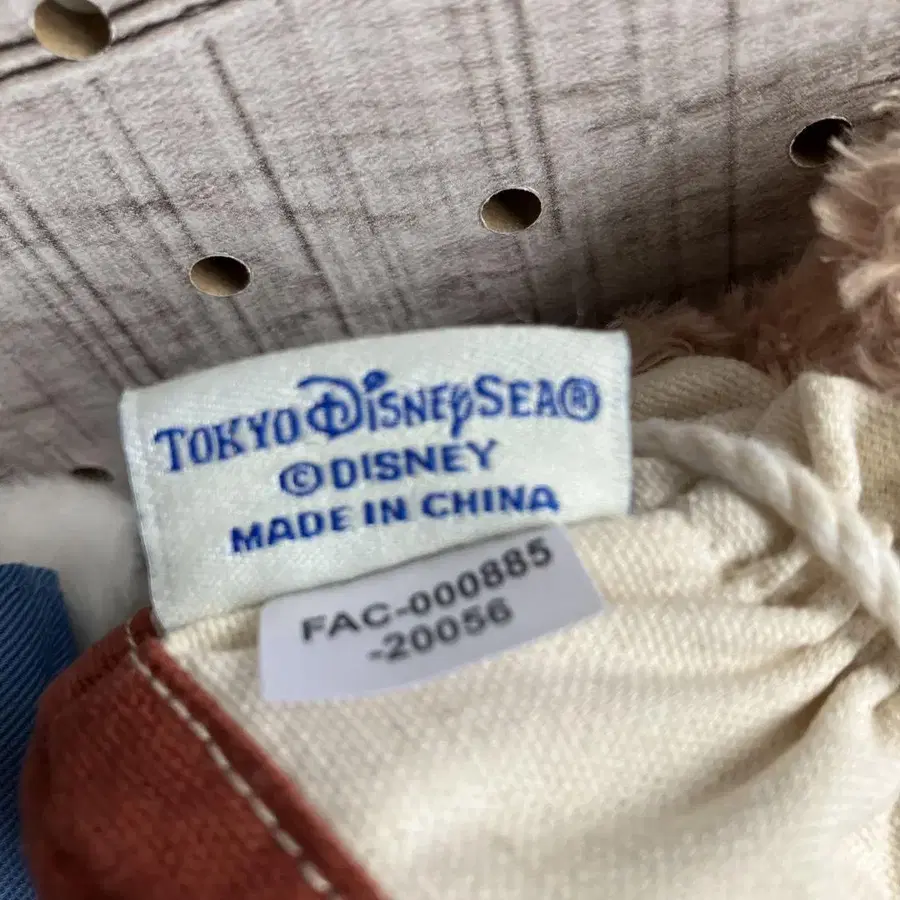 TOKYO DISNEYSEA®
©DISNEY
MADE IN CHINA
FAC-000885
-20056